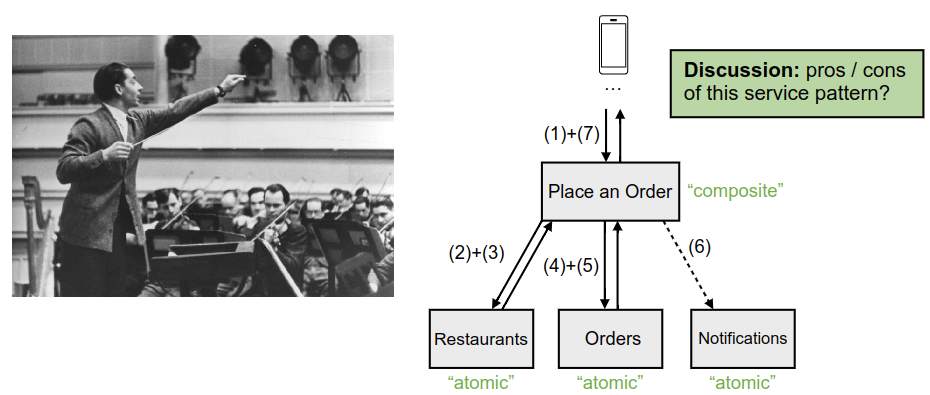 ...
Discussion: pros / cons
of this service pattern?
(1)+(7)
Place an Order
“composite”
(2)+(3)
(4)+(5)
(6)
Restaurants
Orders
Notifications
“atomic”
“atomic”
“atomic”